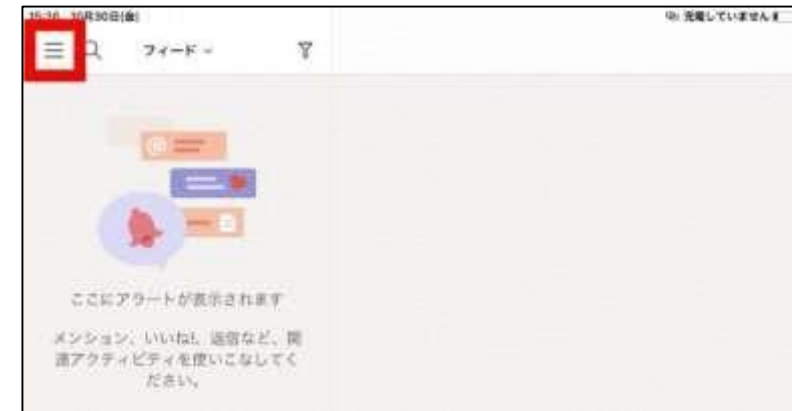 15:36 10月30日(金)
充電していません
フィード
ここにアラートが表示されます
メンション、いいね!、返信など、関
連アクティビティを使いこなしてく
ださい。